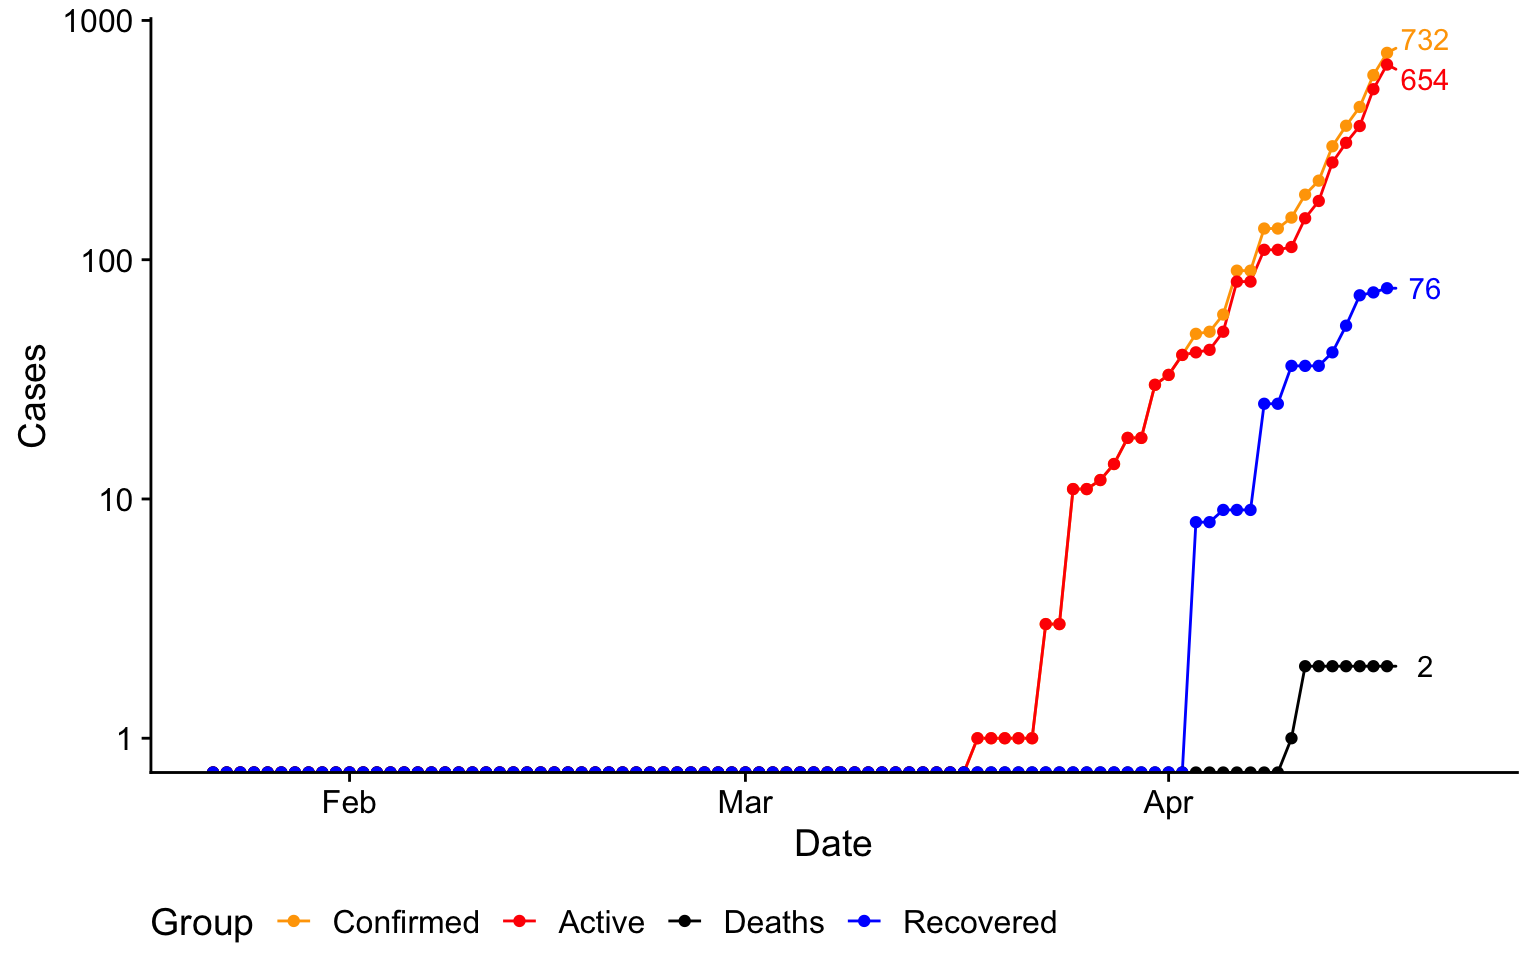 1000
732
654
100
76
Cases
10
2
1
Feb Mar Apr
Date
Group Confirmed Active Deaths Recovered